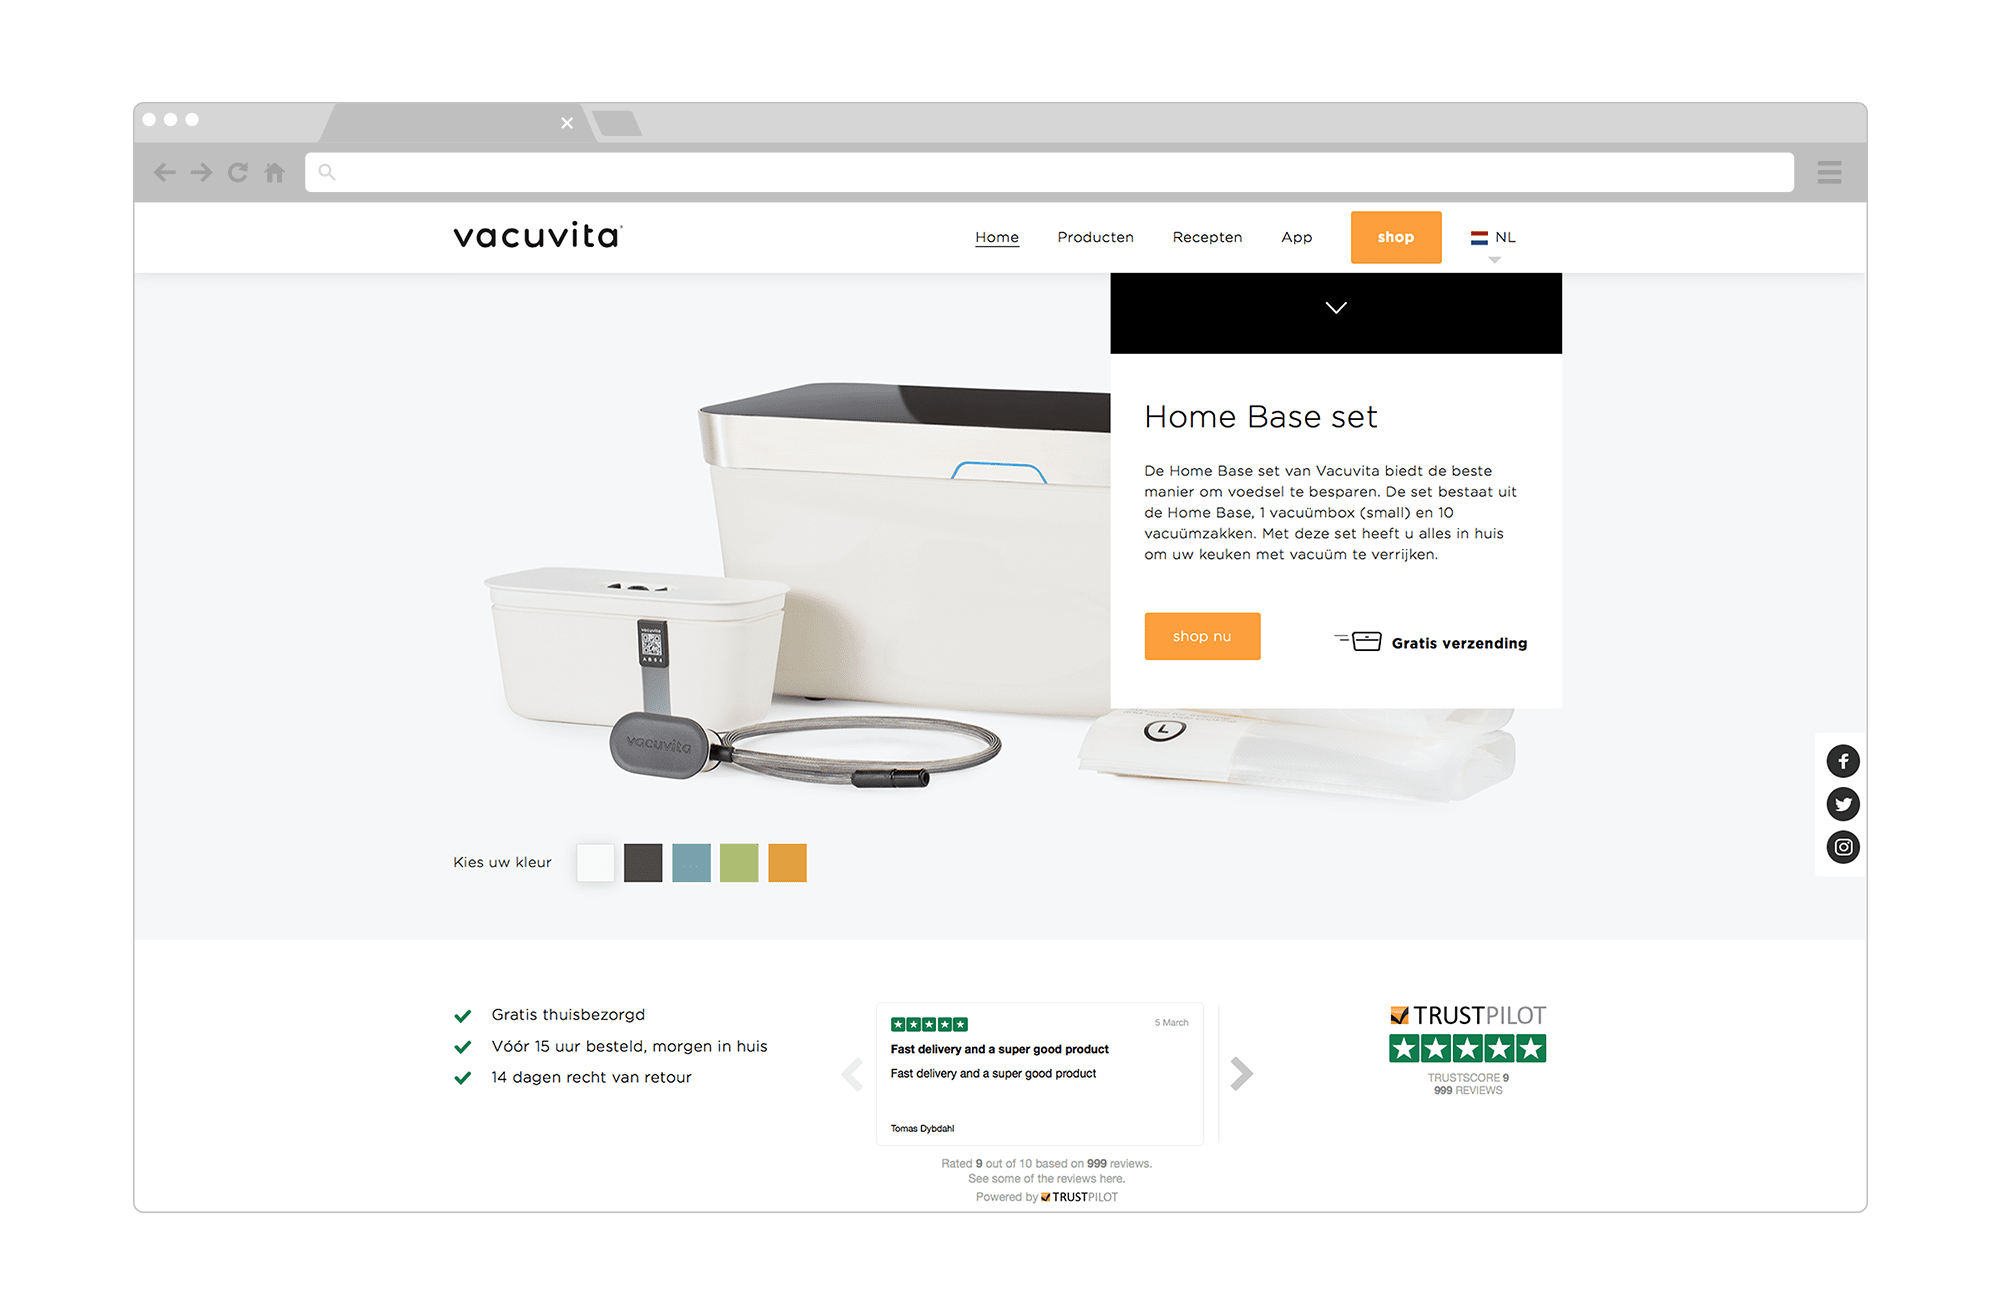 vacuvita
Home Producten Recepten App shop NL
Home Base set
De Home Base set van Vacuvita biedt de beste
manier om voedsel te besparen. De set bestaat uit
de Home Base, 1 vacuümbox (small) en 10
vacuümzakken. Met deze set heeft u alles in huis
om uw keuken met vacuüm te verrijken.
shop nu
Gratis verzending
vacuvita
vacuvita
L
Kies uw kleur
Gratis thuisbezorgd
Vóór 15 uur besteld, morgen in huis
14 dagen recht van retour
5 March
Fast delivery and a super good product
Fast delivery and a super good product
Tomas Dybdahl
Rated 9 out of 10 based on 999 reviews.
See some of the reviews here.
Powered by TRUSTPILOT
TRUSTPILOT
TRUSTSCORE 9
999 REVIEWS